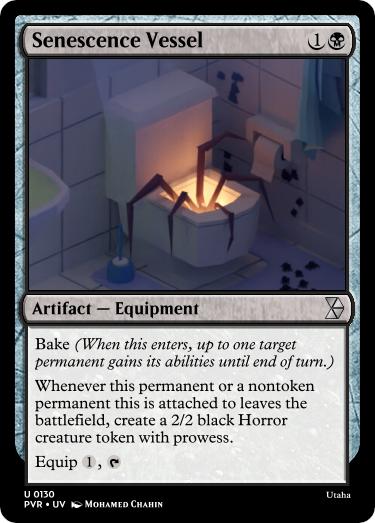 Senescence Vessel 1
Artifact — Equipment
Bake (When this enters, up to one target
permanent gains its abilities until end of turn.)
Whenever this permanent or a nontoken
permanent this is attached to leaves the
battlefield, create a 2/2 black Horror
creature token with prowess.
Equip 1,
U 0130
PVR • UV Mohamed Chahin
Utaha